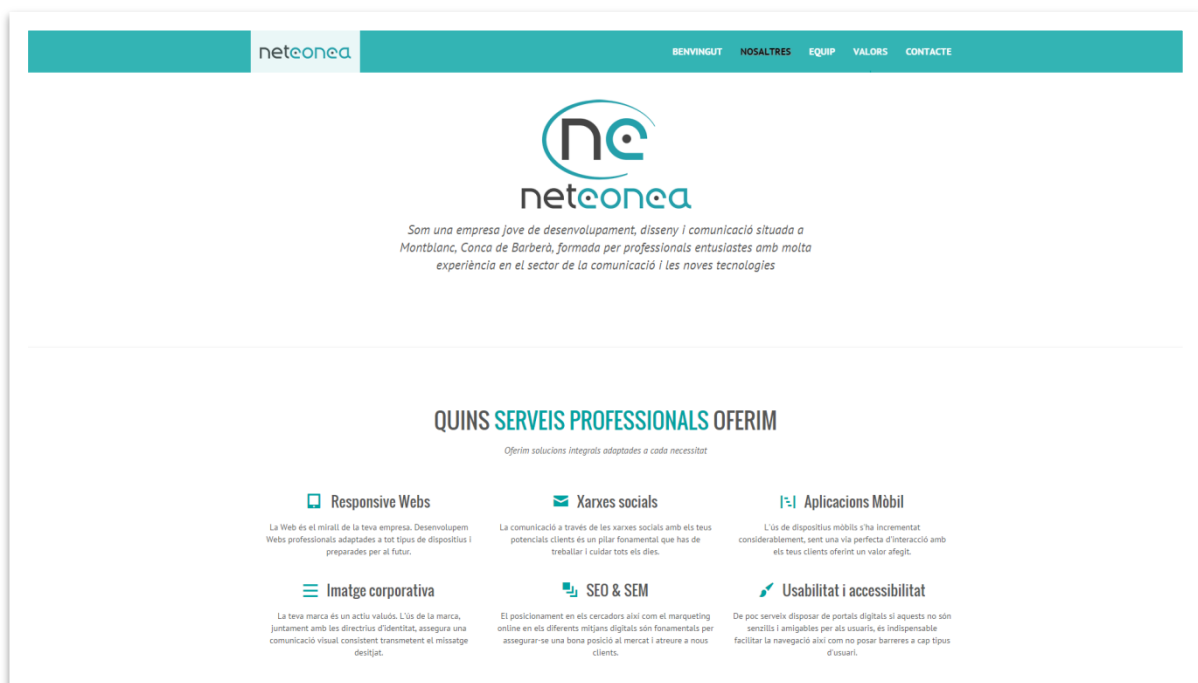 netconca
BENVINGUT NOSALTRES EQUIP VALORS CONTACTE
nc
netconca
Som una empresa jove de desenvolupament, disseny i comunicació situada a
Montblanc, Conca de Barberà, formada per professionals entusiastes amb molta
experiència en el sector de la comunicació i les noves tecnologies
QUINS SERVEIS PROFESSIONALS OFERIM
Oferim solucions integrals adaptades a cada necessitat
Responsive Webs
La Web és el mirall de la teva empresa. Desenvolupem
Webs professionals adaptades a tot tipus de dispositius i
preparades per al futur.
Xarxes socials
La comunicació a través de les xarxes socials amb els teus
potencials clients és un pilar fonamental que has de
treballar i cuidar tots els dies.
Aplicacions Mòbil
L'ús de dispositius mòbils s'ha incrementat
considerablement, sent una via perfecta d'interacció amb
els teus clients oferint un valor afegit.
Imatge corporativa
La teva marca és un actiu valuós. L'ús de la marca,
juntament amb les directrius d'identitat, assegura una
comunicació visual consistent transmetent el missatge
desitjat.
SEO & SEM
El posicionament en els cercadors així com el marqueting
online en els diferents mitjans digitals són fonamentals per
assegurar-se una bona posició al mercat i atreure a nous
clients.
Usabilitat i accessibilitat
De poc serveix disposar de portals digitals si aquests no són
senzills i amigables per als usuaris, és indispensable
facilitar la navegació així com no posar barreres a cap tipus
d'usuari.